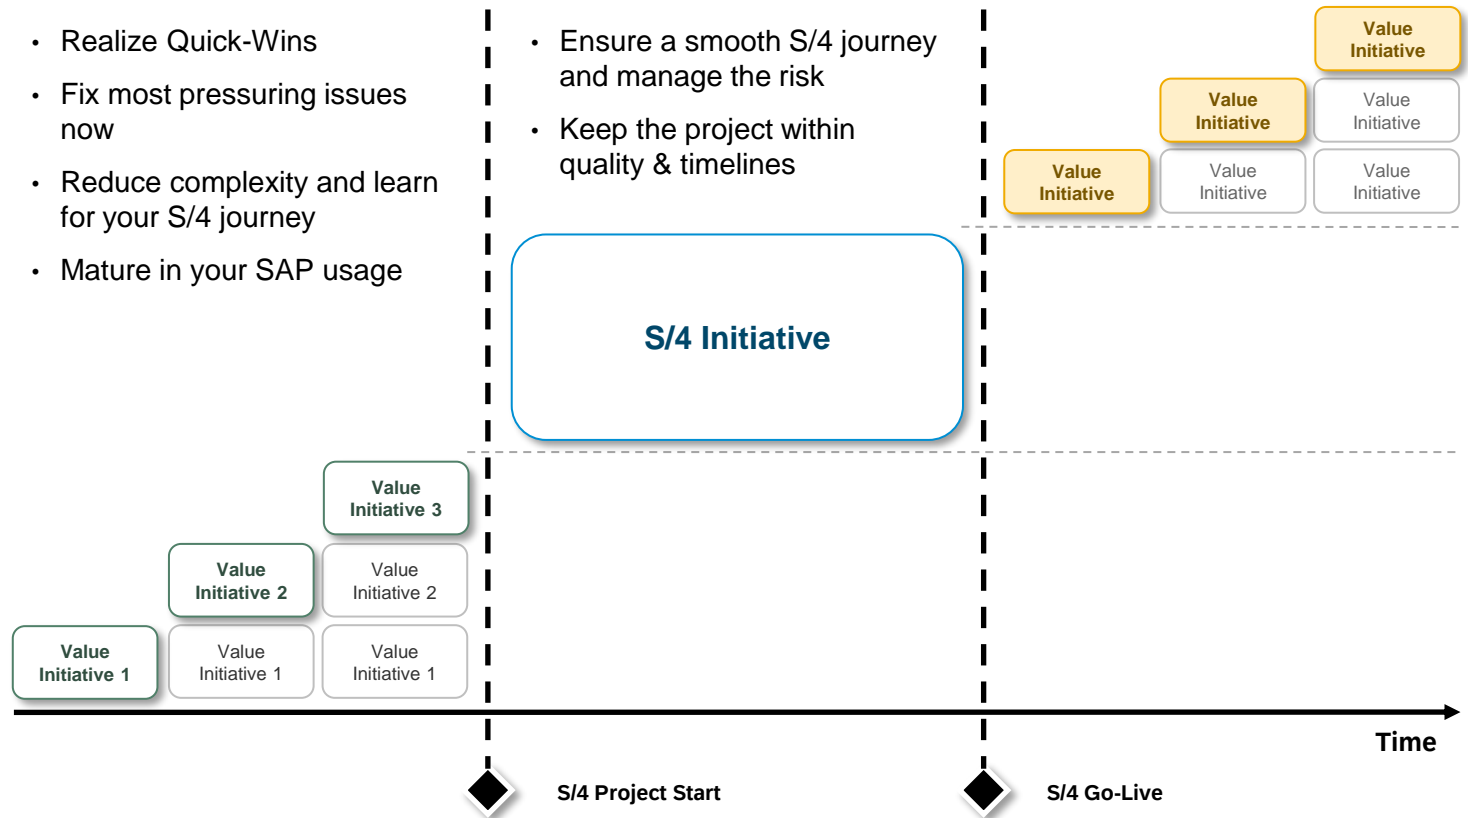 • Realize Quick-Wins
• Fix most pressuring issues
now
• Reduce complexity and learn
for your S/4 journey
• Mature in your SAP usage
• Ensure a smooth S/4 journey
and manage the risk
• Keep the project within
quality & timelines
Value
Initiative
Value
Initiative
Value
Initiative
Value
Initiative
Value
Initiative
Value
Initiative
S/4 Initiative
Value
Initiative 3
Value
Initiative 2
Value
Initiative 2
Value
Initiative 1
Value
Initiative 1
Value
Initiative 1
Time
S/4 Project Start
S/4 Go-Live